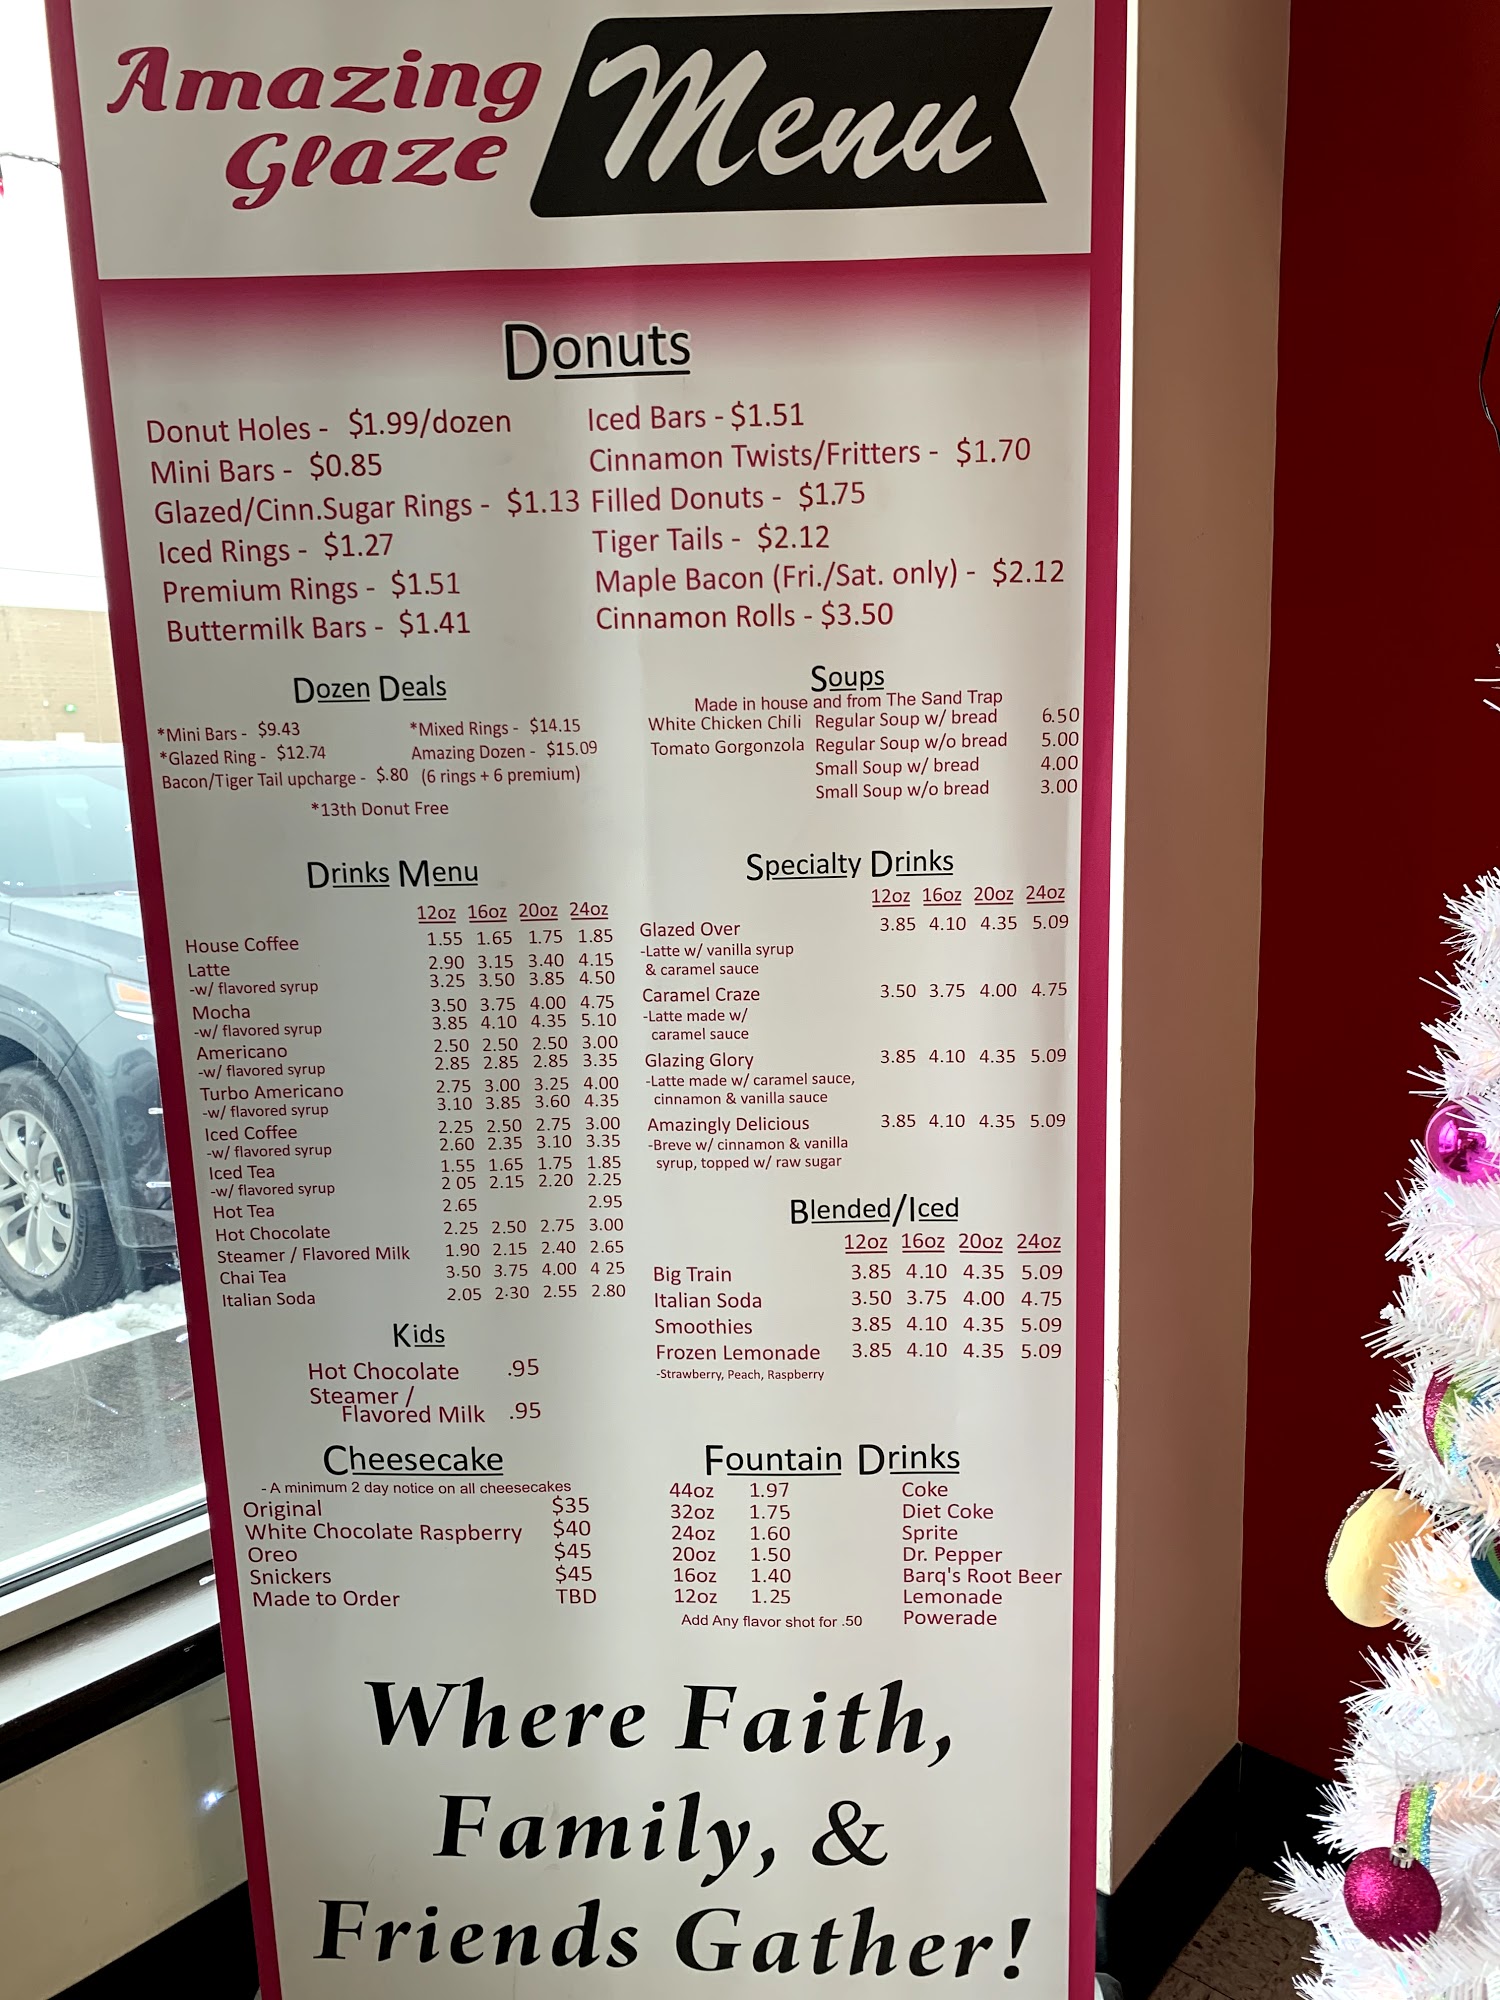 Amazing
Glaze
Menu
Donuts
Donut Holes - $1.99/dozen
Mini Bars - $0.85
Glazed/Cinn.Sugar Rings - $1.13
Iced Rings - $1.27
Premium Rings - $1.51
Buttermilk Bars - $1.41
Iced Bars - $1.51
Cinnamon Twists/Fritters - $1.70
Filled Donuts - $1.75
Tiger Tails - $2.12
Maple Bacon (Fri./Sat. only) - $2.12
Cinnamon Rolls - $3.50
Dozen Deals
*Mini Bars - $9.43
*Glazed Ring - $12.74
*Mixed Rings - $14.15
Amazing Dozen - $15.09
Bacon/Tiger Tail upcharge - $.80 (6 rings + 6 premium)
*13th Donut Free
Soups
Made in house and from The Sand Trap
White Chicken Chili Regular Soup w/ bread 6.50
Tomato Gorgonzola Regular Soup w/o bread 5.00
Small Soup w/ bread 4.00
Small Soup w/o bread 3.00
Drinks Menu
12oz 16oz 20oz 24oz
House Coffee 1.55 1.65 1.75 1.85
Latte 2.90 3.15 3.40 4.15
-w/ flavored syrup 3.25 3.50 3.85 4.50
Mocha 3.50 3.75 4.00 4.75
-w/ flavored syrup 3.85 4.10 4.35 5.10
Americano 2.50 2.50 2.50 3.00
-w/ flavored syrup 2.85 2.85 2.85 3.35
Turbo Americano 2.75 3.00 3.25 4.00
-w/ flavored syrup 3.10 3.85 3.60 4.35
Iced Coffee 2.25 2.50 2.75 3.00
-w/ flavored syrup 2.60 2.35 3.10 3.35
Iced Tea 1.55 1.65 1.75 1.85
-w/ flavored syrup 2 05 2.15 2.20 2.25
Hot Tea 2.65 2.95
Hot Chocolate 2.25 2.50 2.75 3.00
Steamer / Flavored Milk 1.90 2.15 2.40 2.65
Chai Tea 3.50 3.75 4.00 4 25
Italian Soda 2.05 2.30 2.55 2.80
Specialty Drinks
12oz 16oz 20oz 24oz
Glazed Over 3.85 4.10 4.35 5.09
-Latte w/ vanilla syrup
& caramel sauce
Caramel Craze 3.50 3.75 4.00 4.75
-Latte made w/
caramel sauce
Glazing Glory 3.85 4.10 4.35 5.09
-Latte made w/ caramel sauce,
cinnamon & vanilla sauce
Amazingly Delicious 3.85 4.10 4.35 5.09
-Breve w/ cinnamon & vanilla
syrup, topped w/ raw sugar
Blended/Iced
12oz 16oz 20oz 24oz
Big Train 3.85 4.10 4.35 5.09
Italian Soda 3.50 3.75 4.00 4.75
Smoothies 3.85 4.10 4.35 5.09
Frozen Lemonade 3.85 4.10 4.35 5.09
-Strawberry, Peach, Raspberry
Kids
Hot Chocolate .95
Steamer /
Flavored Milk .95
Cheesecake
- A minimum 2 day notice on all cheesecakes
Original $35
White Chocolate Raspberry $40
Oreo $45
Snickers $45
Made to Order TBD
Fountain Drinks
44oz 1.97 Coke
32oz 1.75 Diet Coke
24oz 1.60 Sprite
20oz 1.50 Dr. Pepper
16oz 1.40 Barq's Root Beer
12oz 1.25 Lemonade
Add Any flavor shot for .50 Powerade
Where Faith,
Family, &
Friends Gather!